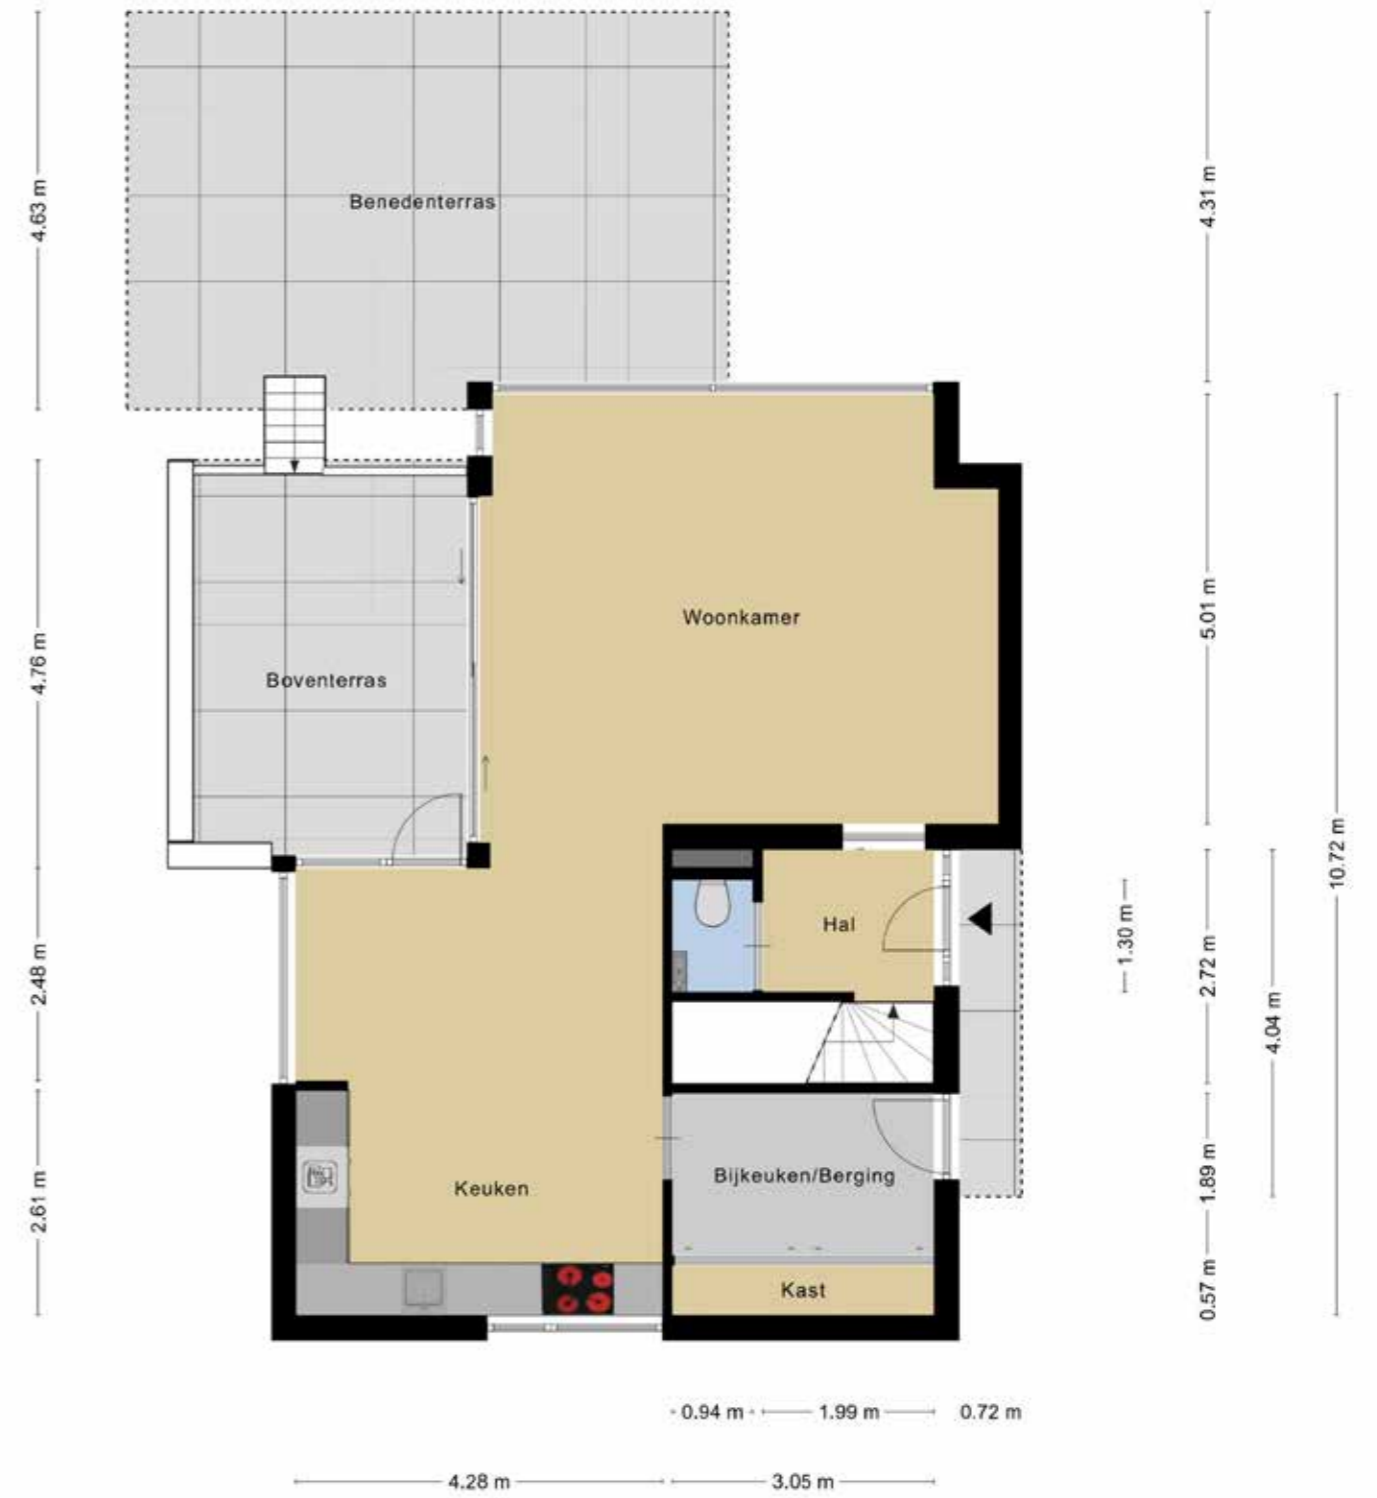 4.63 m
4.31 m
Benedenterras
Woonkamer
5.01 m
4.76 m
Boventerras
10.72 m
Hal
1.30 m
2.72 m
2.48 m
4.04 m
Bijkeuken/Berging
Keuken
1.89 m
2.61 m
Kast
0.57 m
0.94 m
1.99 m
0.72 m
4.28 m
3.05 m